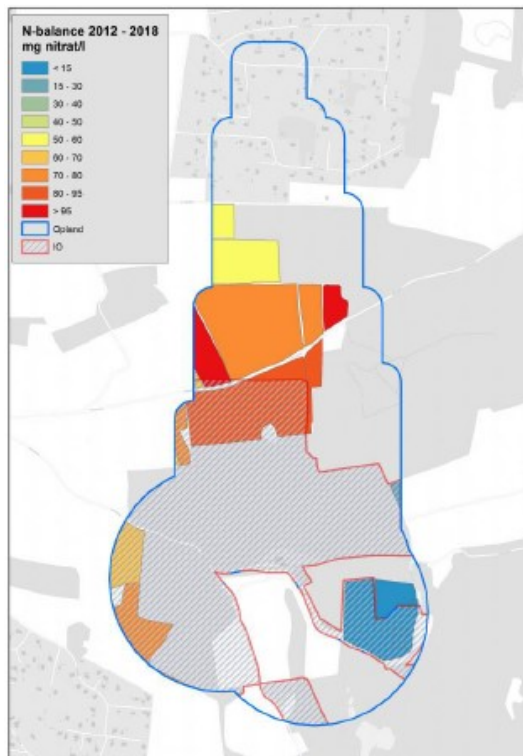 N-balance 2012 - 2018
mg nitrat/l
< 15
15 - 30
30 - 40
40 - 50
50 - 60
60 - 70
70 - 80
80 - 95
> 95
Opland
IO